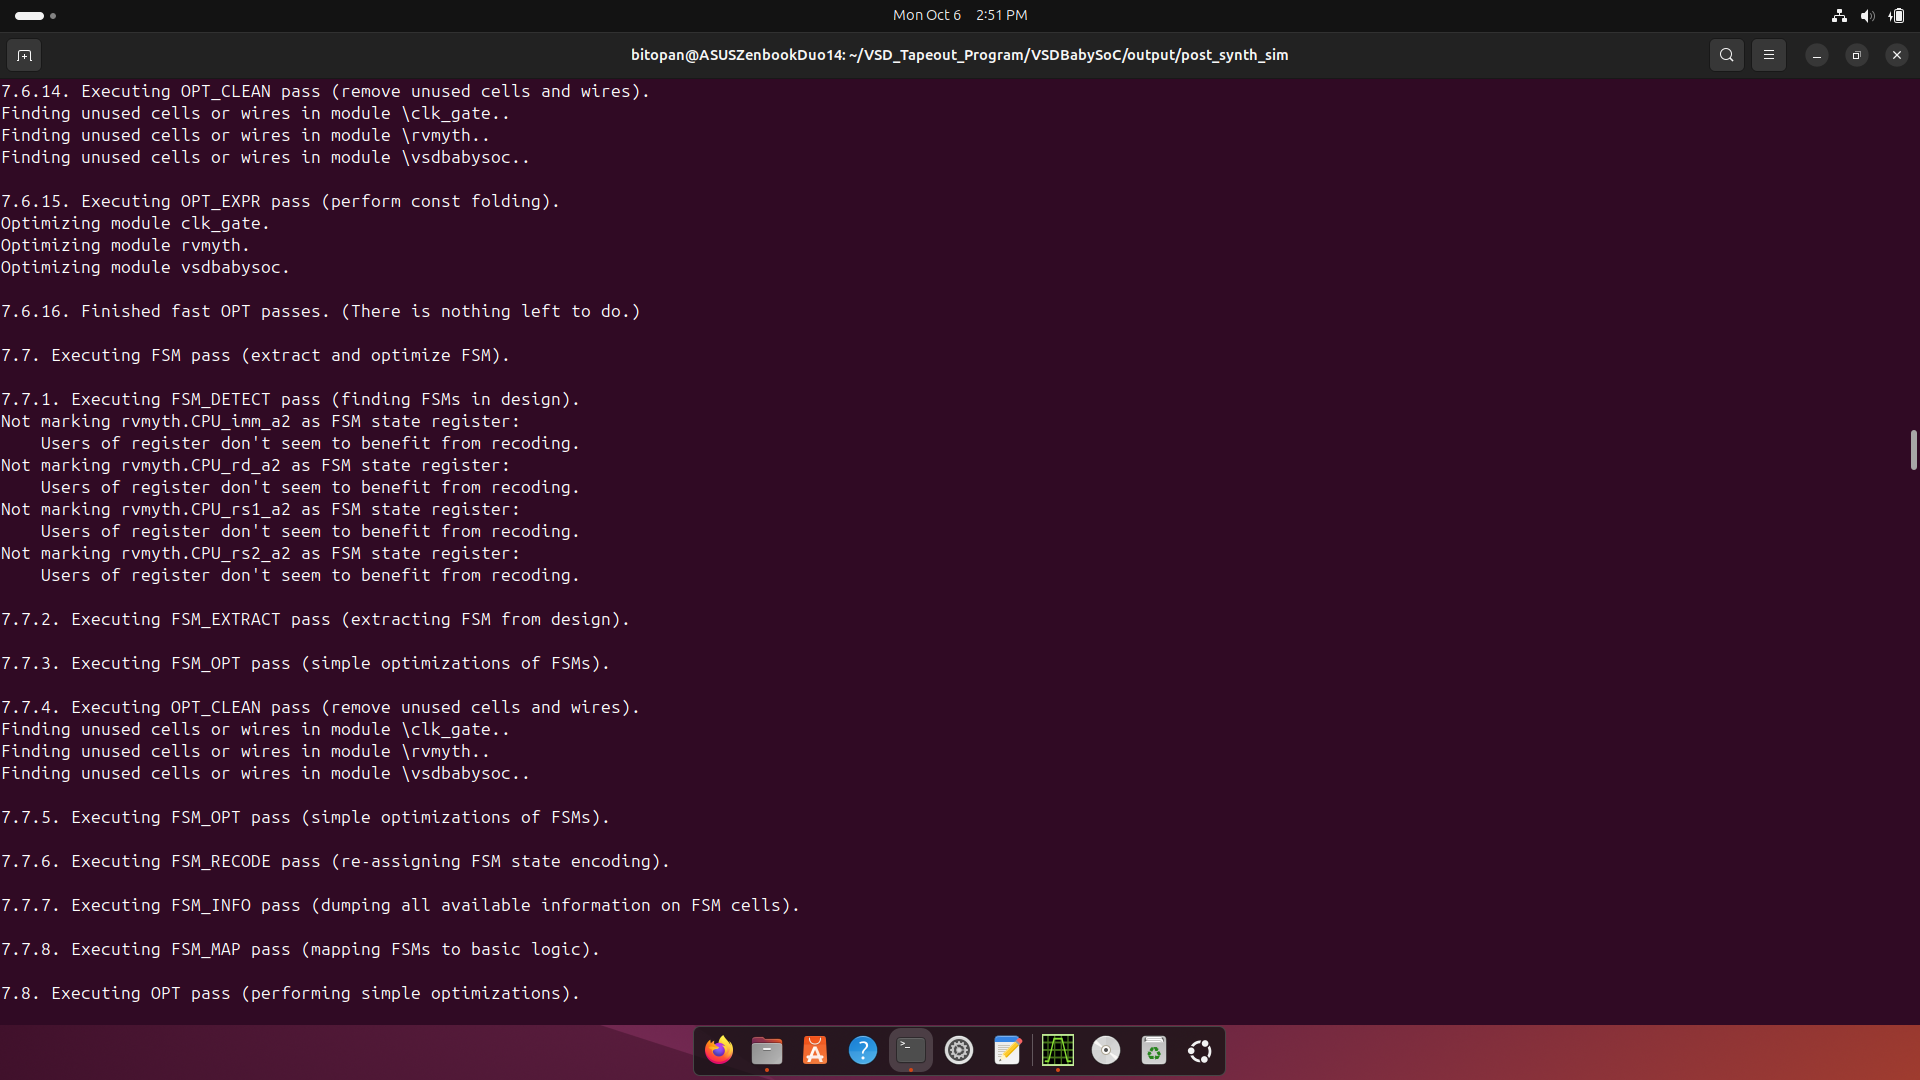 Mon Oct 6 2:51 PM
bitopan@ASUSZenbookDuo14: ~/VSD_Tapeout_Program/VSDBabySoC/output/post_synth_sim
7.6.14. Executing OPT_CLEAN pass (remove unused cells and wires).
Finding unused cells or wires in module \clk_gate..
Finding unused cells or wires in module \rvmyth..
Finding unused cells or wires in module \vsdbabysoc..
7.6.15. Executing OPT_EXPR pass (perform const folding).
Optimizing module clk_gate.
Optimizing module rvmyth.
Optimizing module vsdbabysoc.
7.6.16. Finished fast OPT passes. (There is nothing left to do.)
7.7. Executing FSM pass (extract and optimize FSM).
7.7.1. Executing FSM_DETECT pass (finding FSMs in design).
Not marking rvmyth.CPU_imm_a2 as FSM state register:
    Users of register don't seem to benefit from recoding.
Not marking rvmyth.CPU_rd_a2 as FSM state register:
    Users of register don't seem to benefit from recoding.
Not marking rvmyth.CPU_rs1_a2 as FSM state register:
    Users of register don't seem to benefit from recoding.
Not marking rvmyth.CPU_rs2_a2 as FSM state register:
    Users of register don't seem to benefit from recoding.
7.7.2. Executing FSM_EXTRACT pass (extracting FSM from design).
7.7.3. Executing FSM_OPT pass (simple optimizations of FSMs).
7.7.4. Executing OPT_CLEAN pass (remove unused cells and wires).
Finding unused cells or wires in module \clk_gate..
Finding unused cells or wires in module \rvmyth..
Finding unused cells or wires in module \vsdbabysoc..
7.7.5. Executing FSM_OPT pass (simple optimizations of FSMs).
7.7.6. Executing FSM_RECODE pass (re-assigning FSM state encoding).
7.7.7. Executing FSM_INFO pass (dumping all available information on FSM cells).
7.7.8. Executing FSM_MAP pass (mapping FSMs to basic logic).
7.8. Executing OPT pass (performing simple optimizations).